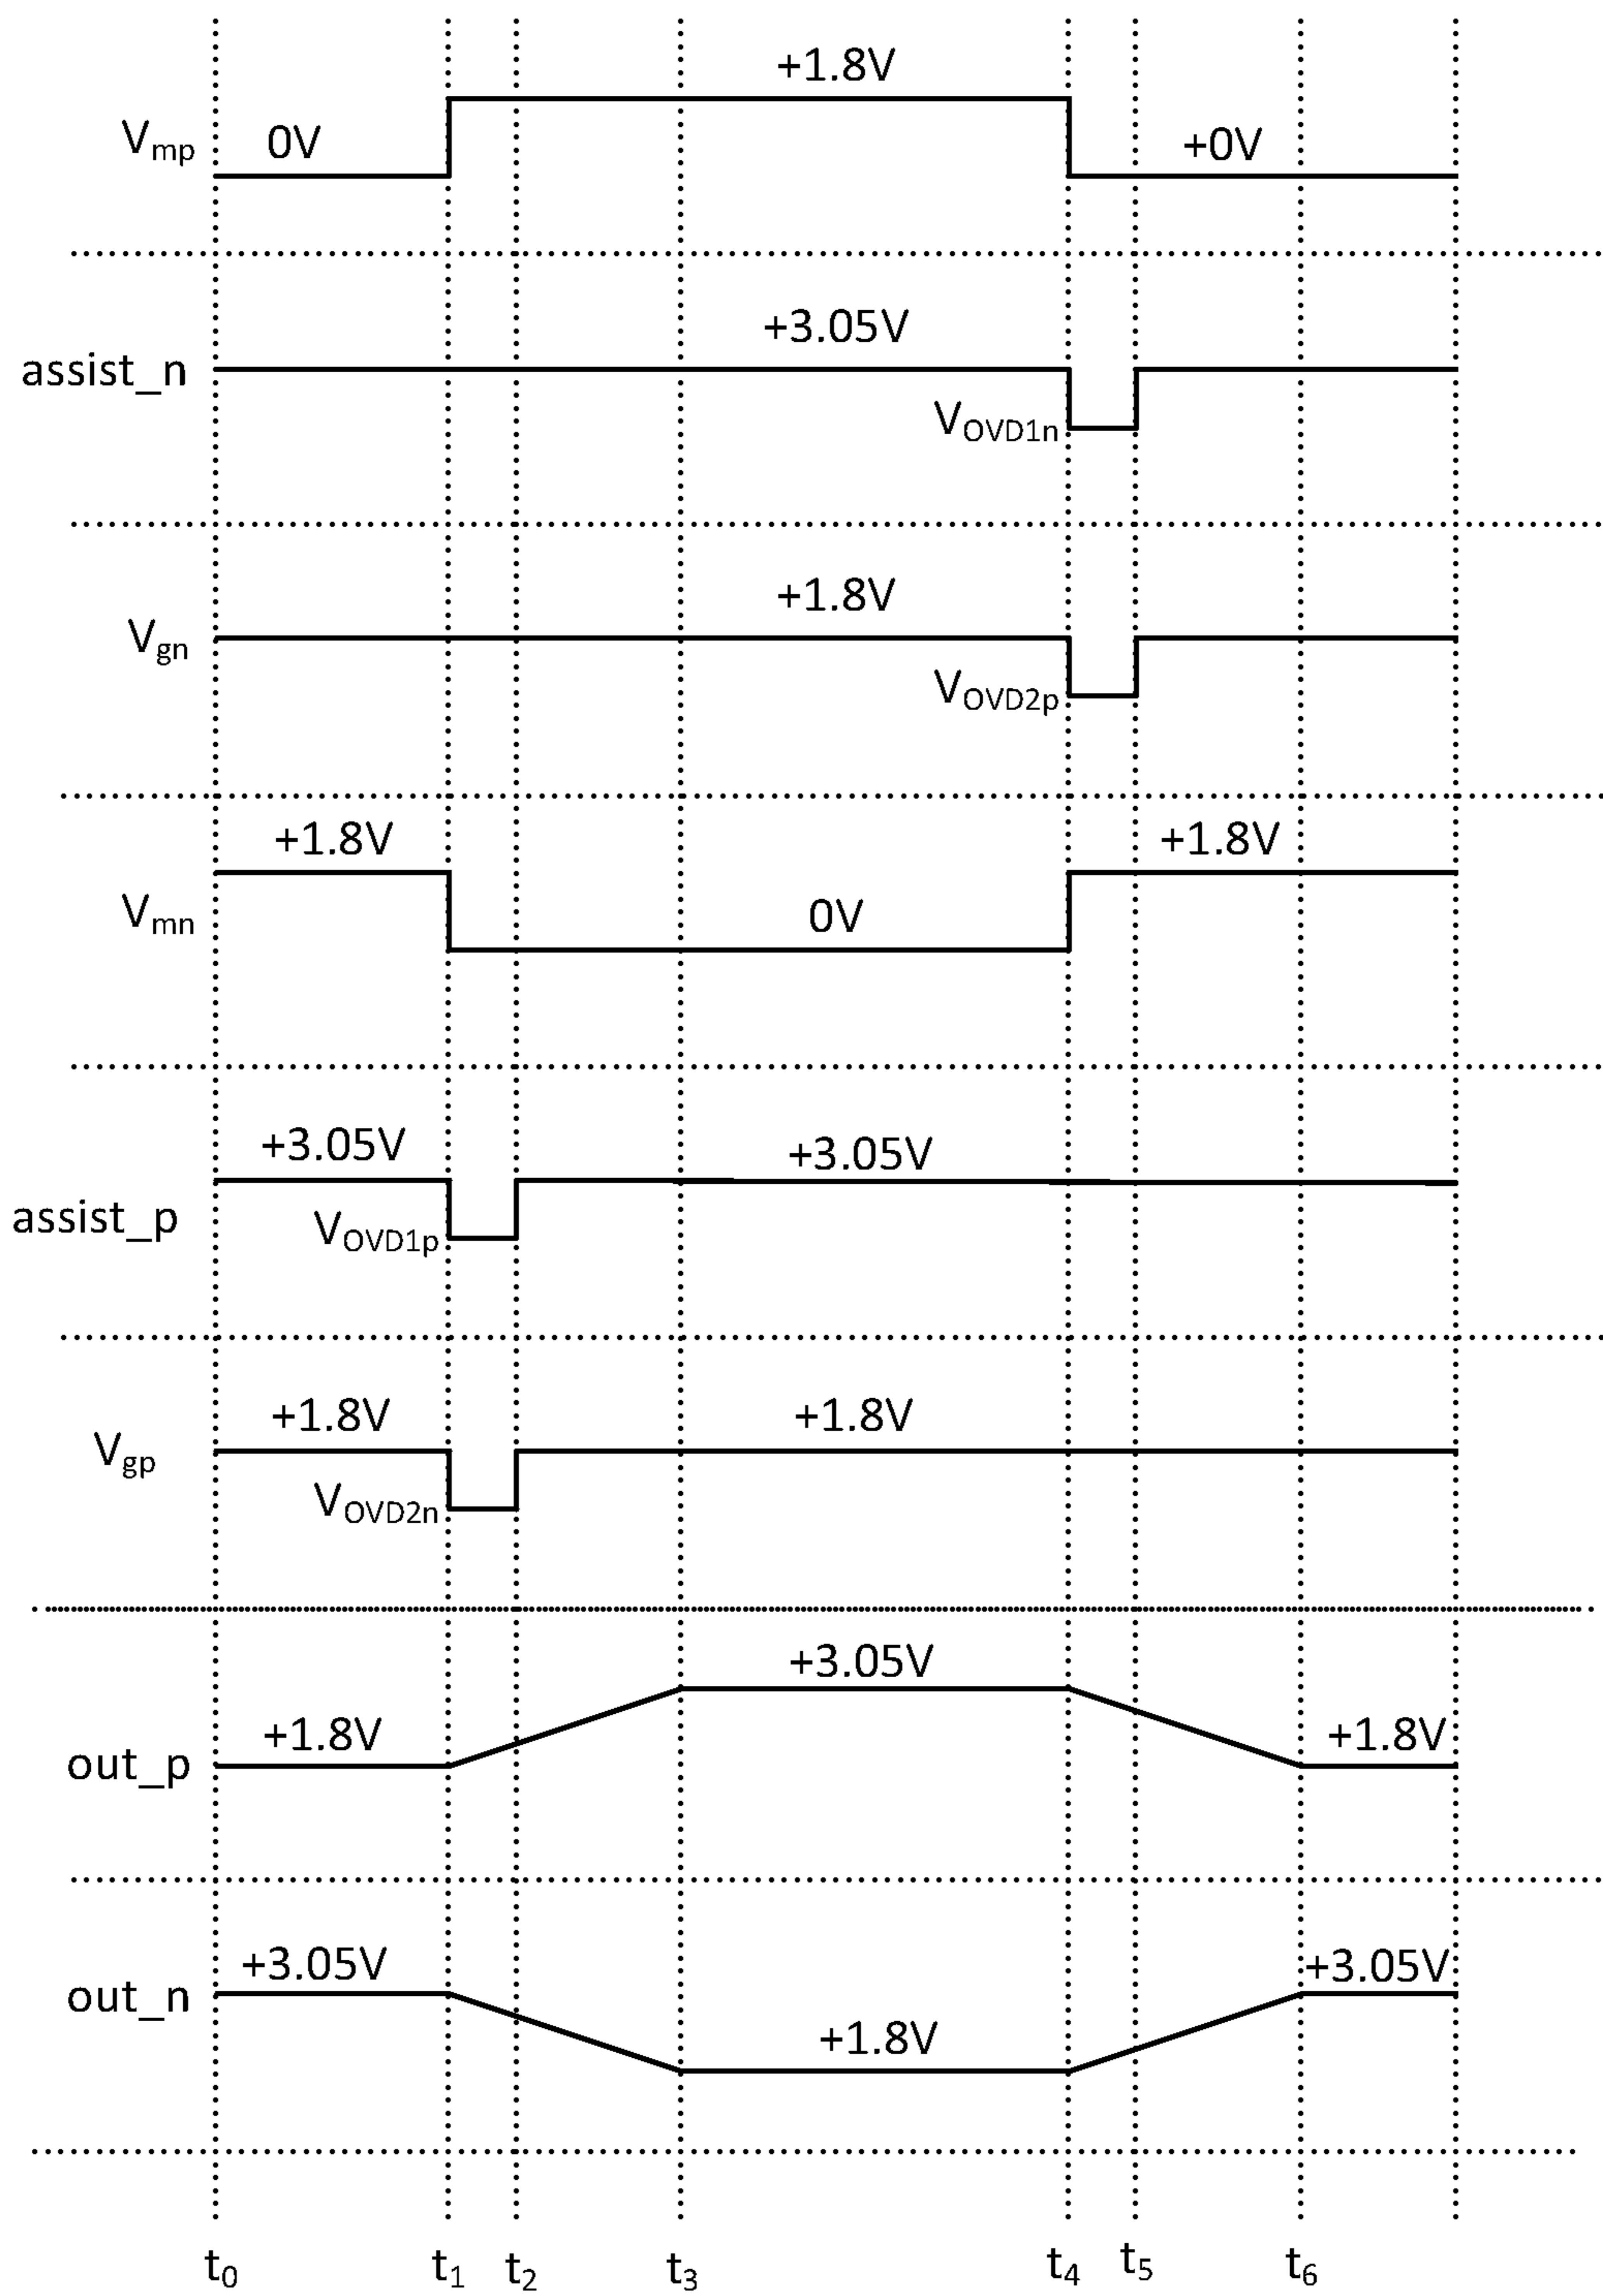 +1.8V
V_mp 0V +0V
+3.05V
assist_n
V_OVD1n
+1.8V
V_gn
V_OVD2p
+1.8V +1.8V
V_mn 0V
+3.05V +3.05V
assist_p V_OVD1p
+1.8V +1.8V
V_gp
V_OVD2n
+3.05V
+1.8V +1.8V
out_p
+3.05V +3.05V
out_n
+1.8V
t_0 t_1 t_2 t_3 t_4 t_5 t_6